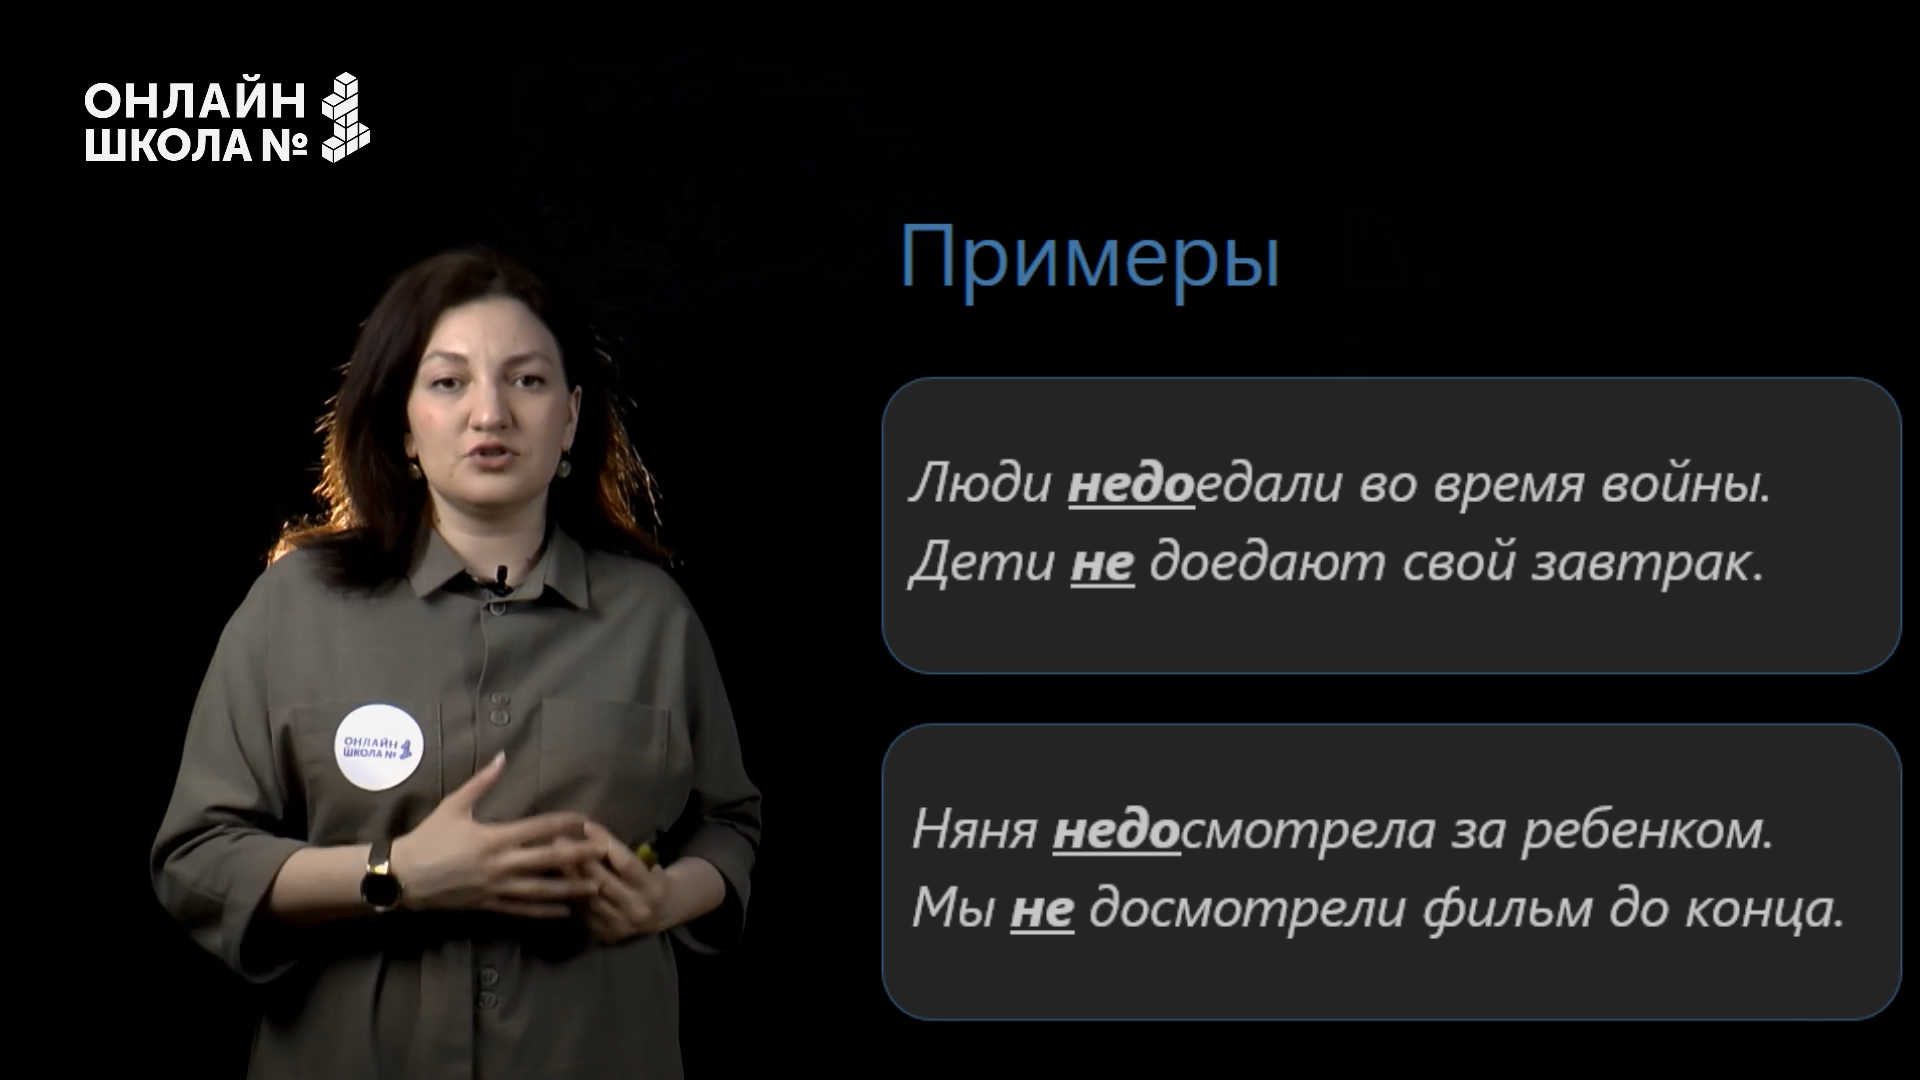 ОНЛАЙН
ШКОЛА №
Примеры
Люди недоедали во время войны.
Дети не доедают свой завтрак.
Няня недосмотрела за ребенком.
Мы не досмотрели фильм до конца.
ОНЛАЙН
ШКОЛА №